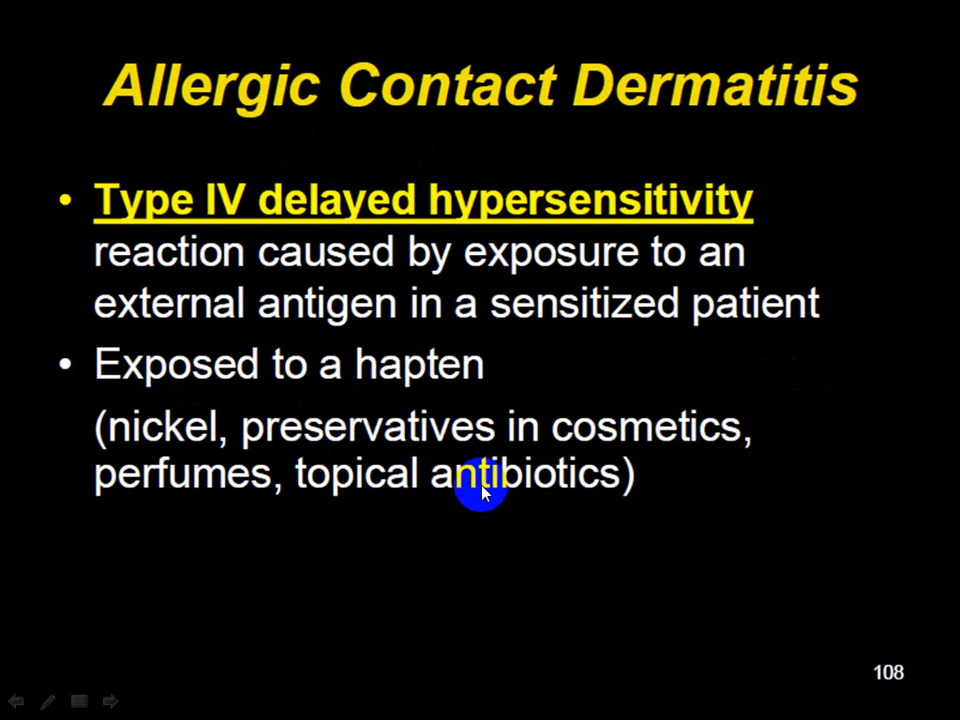 Allergic Contact Dermatitis
• Type IV delayed hypersensitivity
reaction caused by exposure to an
external antigen in a sensitized patient
• Exposed to a hapten
(nickel, preservatives in cosmetics,
perfumes, topical antibiotics)
108